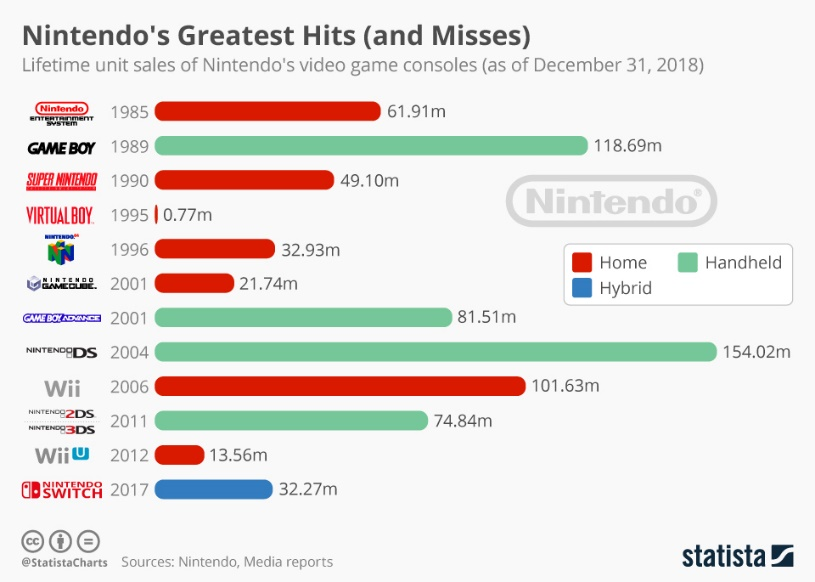 Nintendo's Greatest Hits (and Misses)
Lifetime unit sales of Nintendo's video game consoles (as of December 31, 2018)
Nintendo
ENTERTAINMENT
SYSTEM
1985 61.91m
GAME BOY 1989 118.69m
SUPER NINTENDO 1990 49.10m
VIRTUAL BOY 1995 0.77m
NINTENDO 64 1996 32.93m
NINTENDO
GAMECUBE 2001 21.74m
GAME BOY ADVANCE 2001 81.51m
NINTENDO DS 2004 154.02m
Wii 2006 101.63m
NINTENDO 2DS
NINTENDO 3DS
2011 74.84m
Wii U 2012 13.56m
NINTENDO
SWITCH
2017 32.27m
Nintendo®
Home Handheld
Hybrid
cc
@StatistaCharts Sources: Nintendo, Media reports
statista